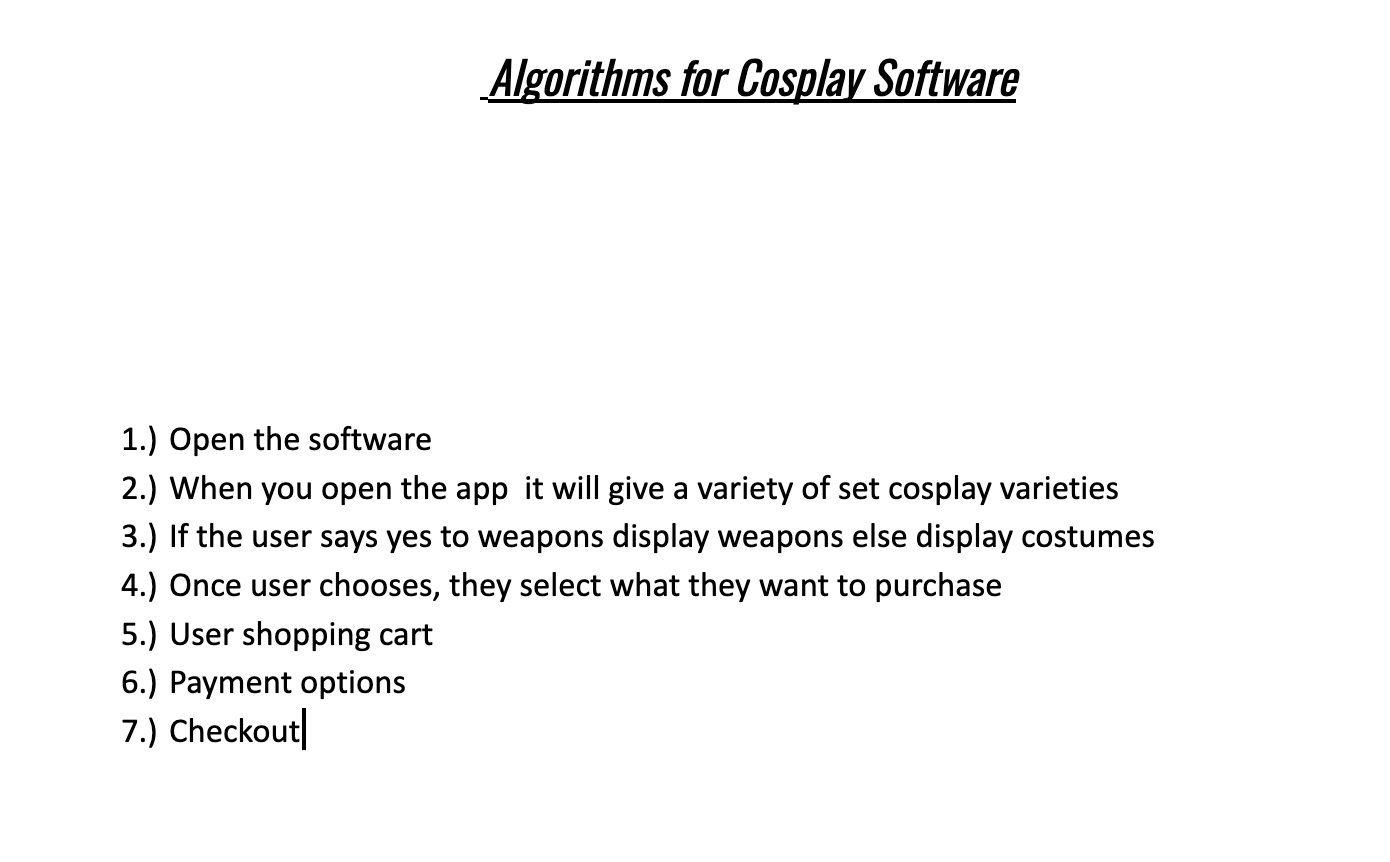 Algorithms for Cosplay Software
1.) Open the software
2.) When you open the app  it will give a variety of set cosplay varieties
3.) If the user says yes to weapons display weapons else display costumes
4.) Once user chooses, they select what they want to purchase
5.) User shopping cart
6.) Payment options
7.) Checkout